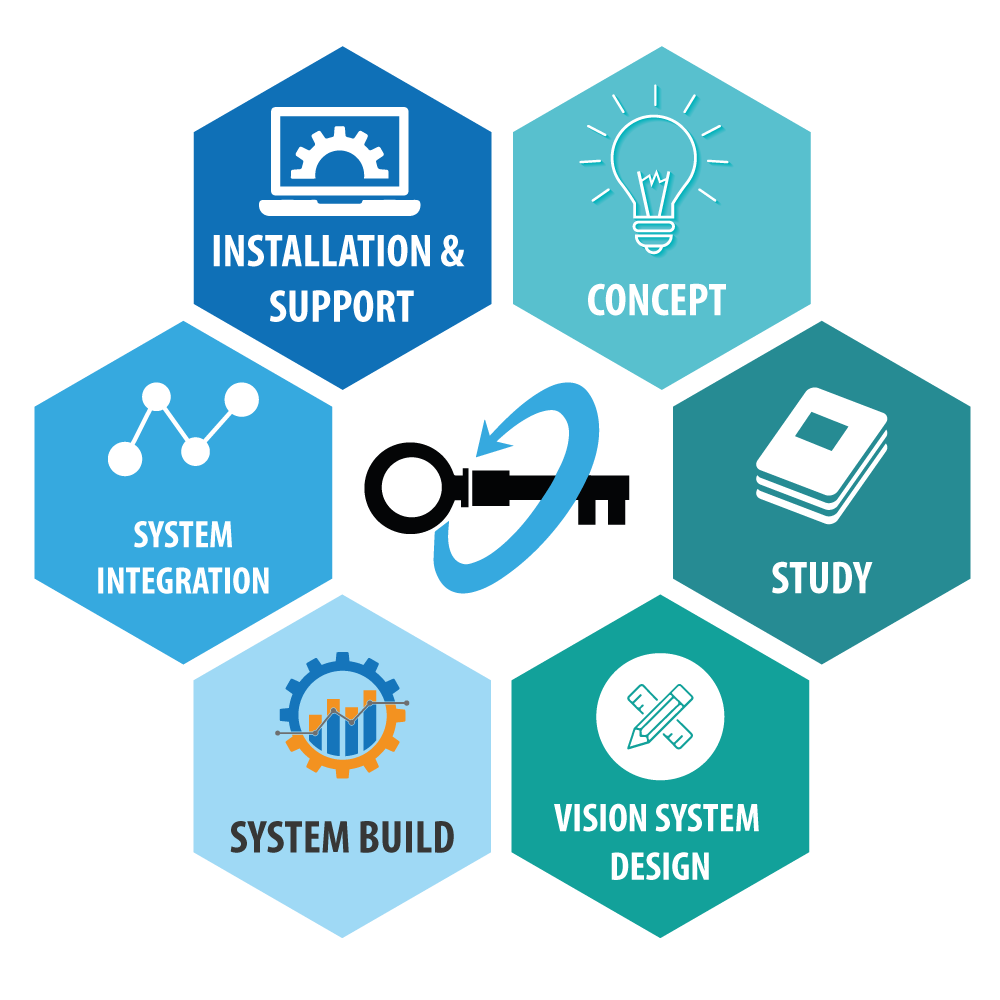 INSTALLATION &
SUPPORT
CONCEPT
SYSTEM
INTEGRATION
STUDY
SYSTEM BUILD
VISION SYSTEM
DESIGN